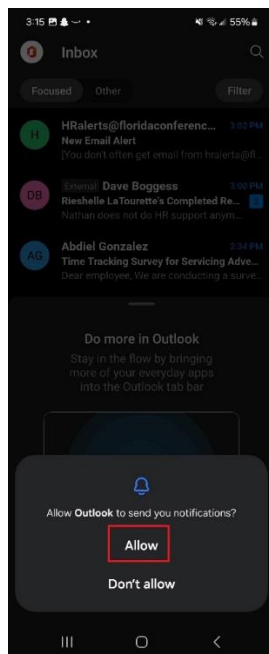 3:15 55%
Inbox
Focused Other Filter
H HRalerts@floridaconferenc... 3:02 PM
New Email Alert
[You don't often get email from hralerts@fl...
DB External Dave Boggess 3:00 PM
Rieshelle LaTourette's Completed Re...
Nathan does not do HR support anym...
AG Abdiel Gonzalez 2:34 PM
Time Tracking Survey for Servicing Adve...
Dear employee, We are conducting a surve...
Do more in Outlook
Stay in the flow by bringing
more of your everyday apps
into the Outlook tab bar
Allow Outlook to send you notifications?
Allow
Don't allow